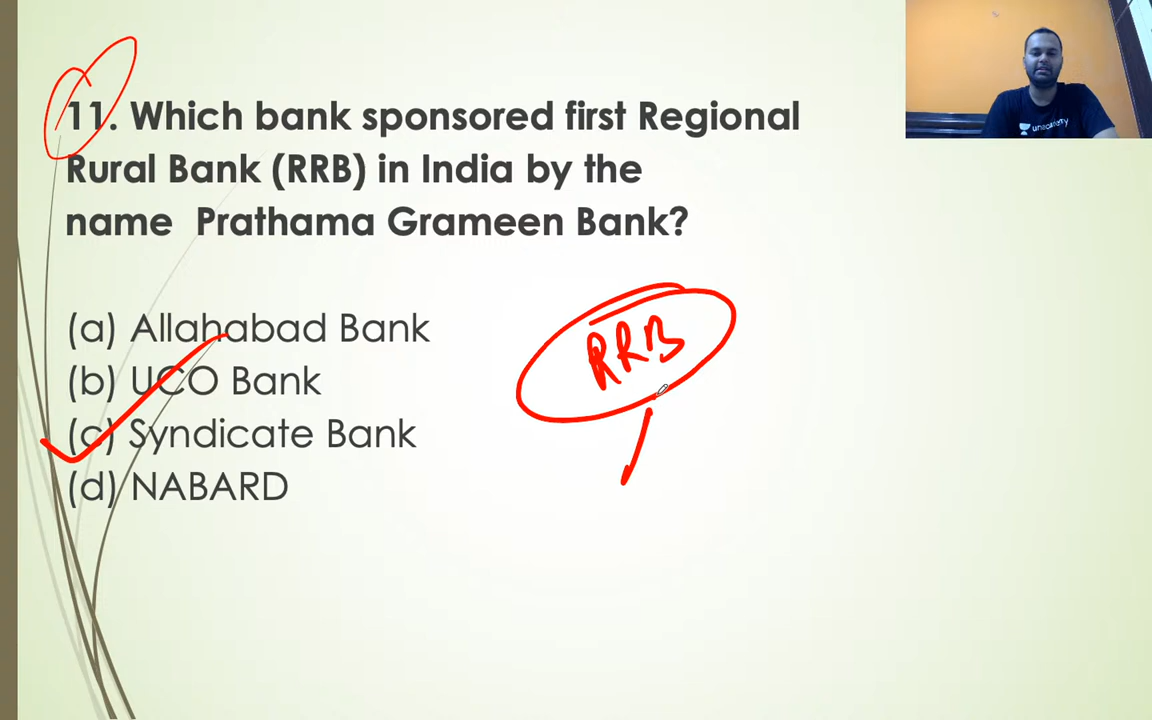 11. Which bank sponsored first Regional
Rural Bank (RRB) in India by the
name Prathama Grameen Bank?
(a) Allahabad Bank
(b) UCO Bank
(c) Syndicate Bank
(d) NABARD
RRB
unacademy